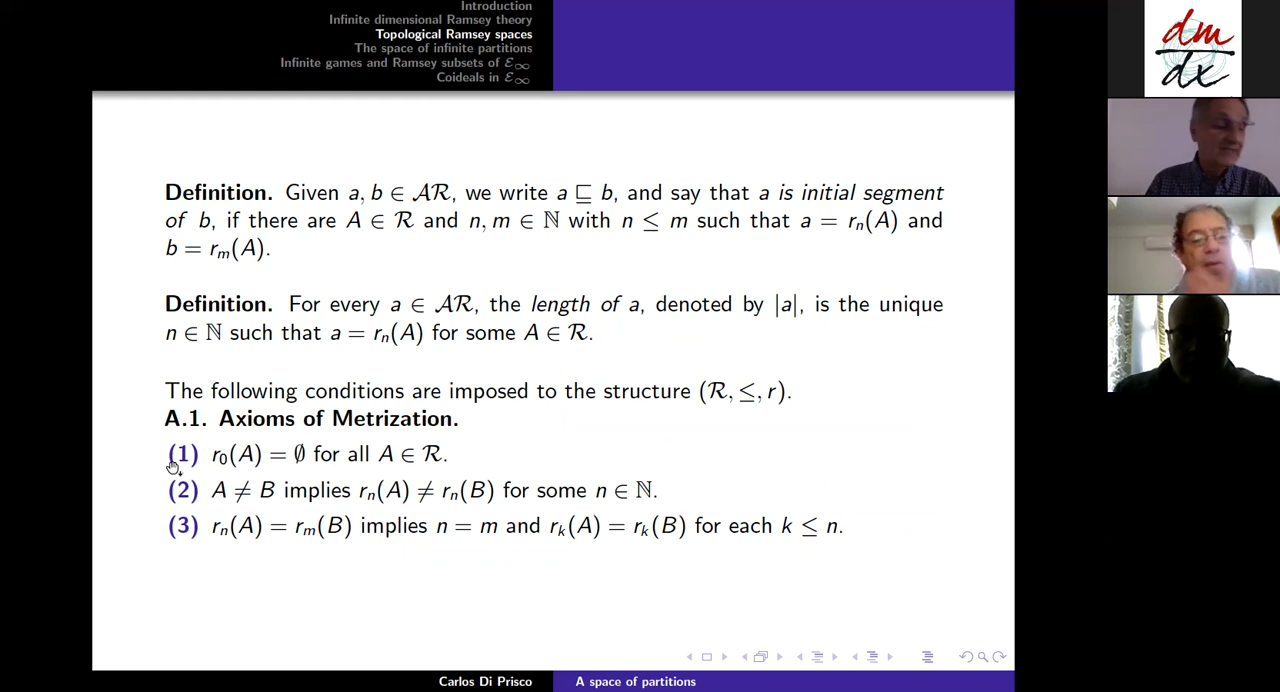 Introduction
Infinite dimensional Ramsey theory
Topological Ramsey spaces
The space of infinite partitions
Infinite games and Ramsey subsets of ℰ∞
Coideals in ℰ∞
Definition. Given a, b ∈ 𝒜ℛ, we write a ⊑ b, and say that a is initial segment
of b, if there are A ∈ ℛ and n, m ∈ ℕ with n ≤ m such that a = rₙ(A) and
b = rₘ(A).
Definition. For every a ∈ 𝒜ℛ, the length of a, denoted by |a|, is the unique
n ∈ ℕ such that a = rₙ(A) for some A ∈ ℛ.
The following conditions are imposed to the structure (ℛ, ≤, r).
A.1. Axioms of Metrization.
(1) r₀(A) = ∅ for all A ∈ ℛ.
(2) A ≠ B implies rₙ(A) ≠ rₙ(B) for some n ∈ ℕ.
(3) rₙ(A) = rₘ(B) implies n = m and rₖ(A) = rₖ(B) for each k ≤ n.
Carlos Di Prisco
A space of partitions
dm
dx